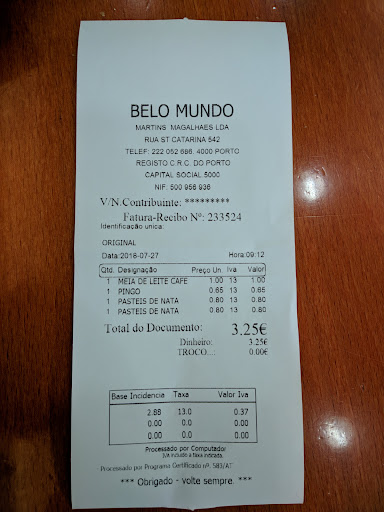 BELO MUNDO
MARTINS MAGALHAES LDA
RUA ST CATARINA 542
TELEF: 222 052 686. 4000 PORTO
REGISTO C.R.C. DO PORTO
CAPITAL SOCIAL 5000
NIF: 500 956 936
V/N.Contribuinte: *********
Fatura-Recibo Nº: 233524
Identificação unica:
ORIGINAL
Data:2016-07-27 Hora:09:12
Qtd. Designação Preço Un. Iva Valor
1 MEIA DE LEITE CAFE 1.00 13 1.00
1 PINGO 0.65 13 0.65
1 PASTEIS DE NATA 0.80 13 0.80
1 PASTEIS DE NATA 0.80 13 0.80
Total do Documento: 3.25€
Dinheiro: 3.25€
TROCO...: 0.00€
Base Incidencia Taxa Valor Iva
2.88 13.0 0.37
0.00 0.0 0.00
0.00 0.0 0.00
Processado por Computador
IVA incluido à taxa indicada.
Processado por Programa Certificado nº. 583/AT
*** Obrigado - volte sempre. ***